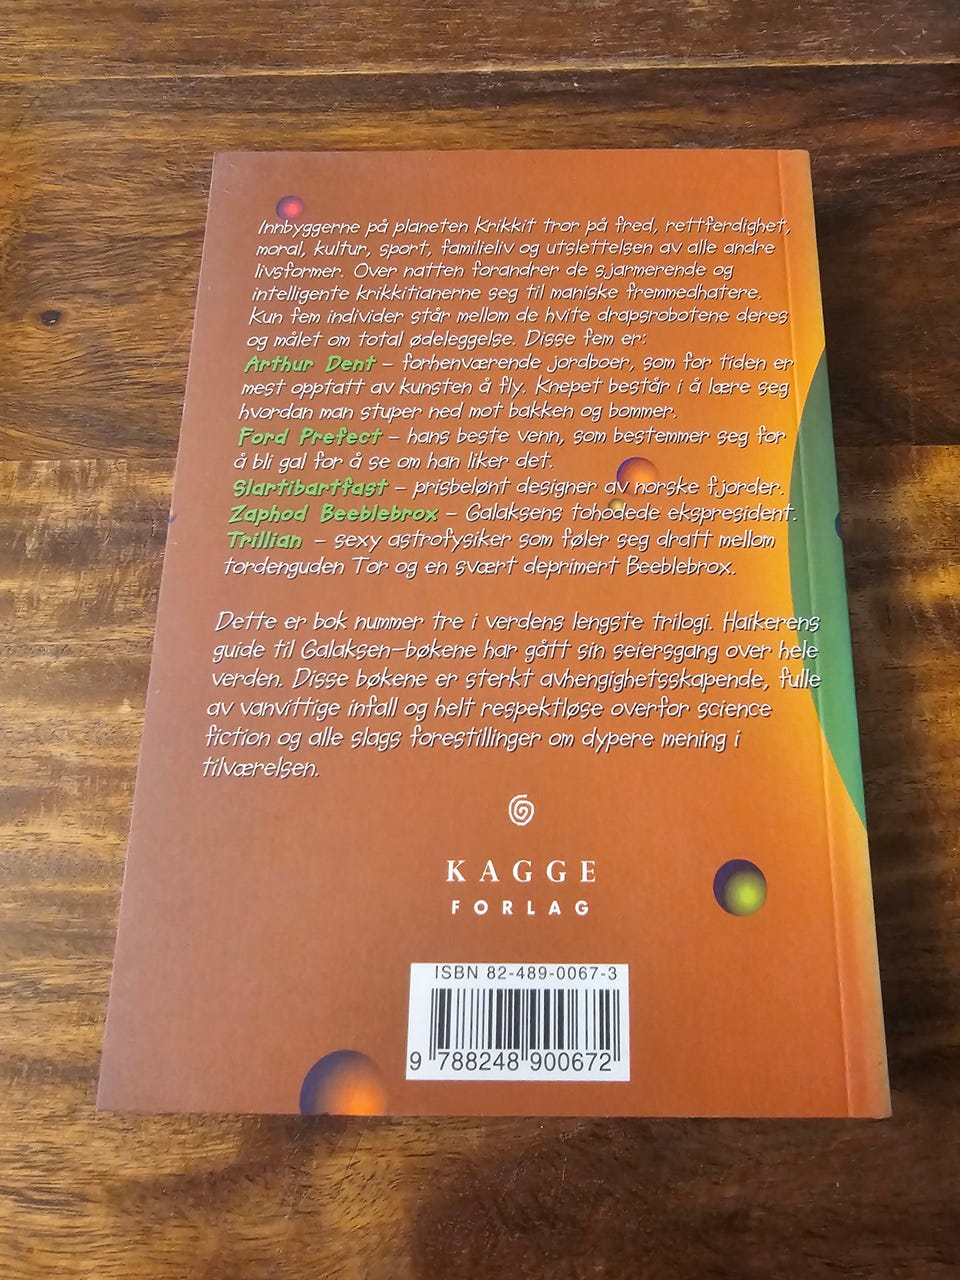 Innbyggerne på planeten Krikkit tror på fred, rettferdighet,
moral, kultur, sport, familieliv og utslettelsen av alle andre
livsformer. Over natten forandrer de sjarmerende og
intelligente krikkitianerne seg til maniske fremmedhatere.
Kun fem individer står mellom de hvite drapsrobotene deres
og målet om total ødeleggelse. Disse fem er:
Arthur Dent – forhenværende jordboer, som for tiden er
mest opptatt av kunsten å fly. Knepet består i å lære seg
hvordan man stuper ned mot bakken og bommer.
Ford Prefect – hans beste venn, som bestemmer seg for
å bli gal for å se om han liker det.
Slartibartfast – prisbelønt designer av norske fjorder.
Zaphod Beeblebrox – Galaksens tohodede ekspresident.
Trillian – sexy astrofysiker som føler seg dratt mellom
tordenguden Tor og en svært deprimert Beeblebrox.
Dette er bok nummer tre i verdens lengste trilogi. Haikerens
guide til Galaksen-bøkene har gått sin seiersgang over hele
verden. Disse bøkene er sterkt avhengighetsskapende, fulle
av vanvittige infall og helt respektløse overfor science
fiction og alle slags forestillinger om dypere mening i
tilværelsen.
KAGGE
FORLAG
ISBN 82-489-0067-3
9 788248 900672